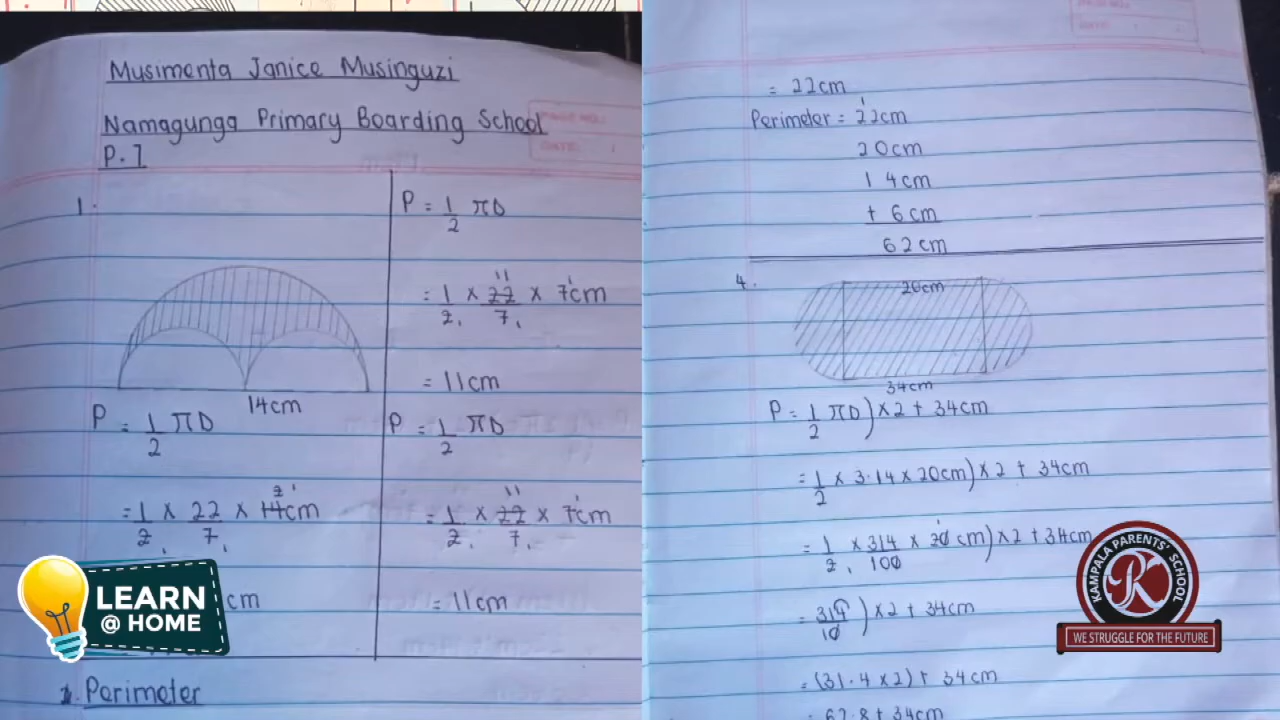 Musimenta Janice Musinguzi
Namagunga Primary Boarding School
P.7
1.
14cm
P = 1/2 πD
= 1/2 × 22/7 × 14cm
cm
P = 1/2 πD
= 1/2 × 22/7 × 7cm
= 11cm
P = 1/2 πD
= 1/2 × 22/7 × 7cm
= 11cm
Perimeter
LEARN
@ HOME
= 22cm
Perimeter = 22cm
20cm
14cm
+ 6cm
62cm
4.
20cm
34cm
P = 1/2 πD) × 2 + 34cm
= 1/2 × 3.14 × 20cm) × 2 + 34cm
= 1/2 × 314/100 × 20cm) × 2 + 34cm
= 314/10) × 2 + 34cm
= (31.4 × 2) + 34cm
= 62.8 + 34cm
KAMPALA PARENTS' SCHOOL
K
WE STRUGGLE FOR THE FUTURE